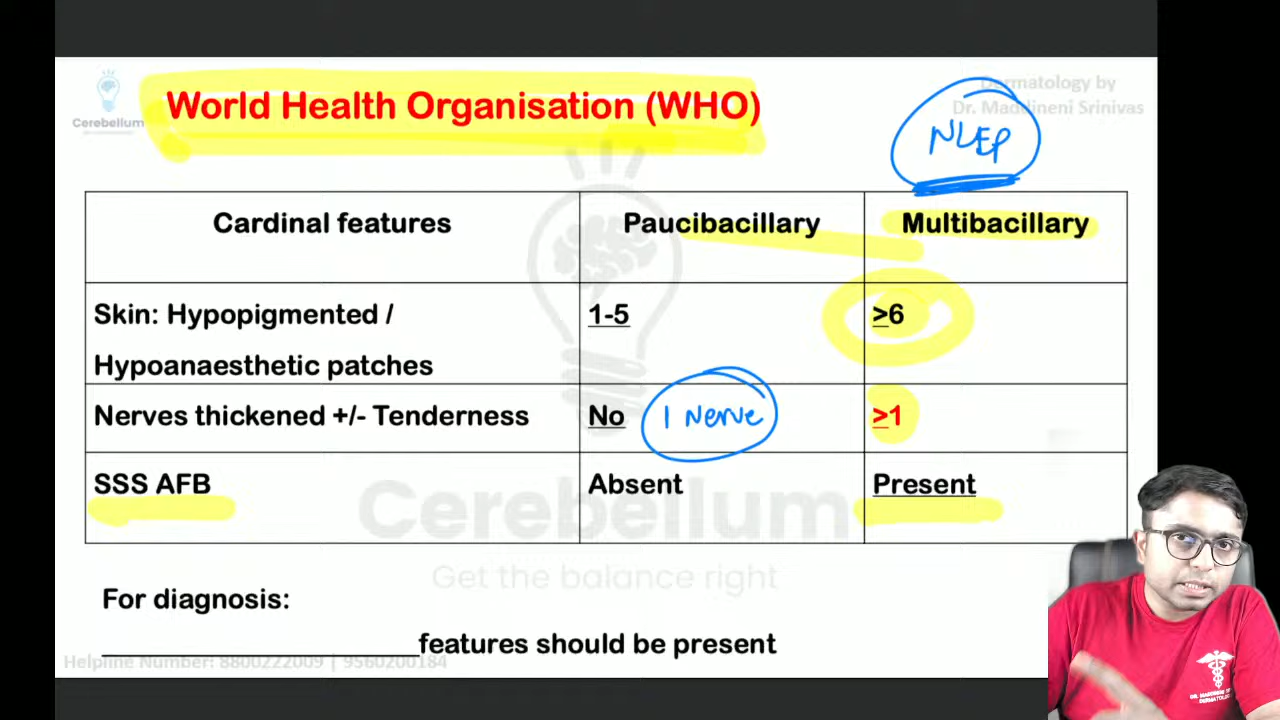 Cerebellum
World Health Organisation (WHO)
Dermatology by
Dr. Maddineni Srinivas
NLEP
Cardinal features Paucibacillary Multibacillary
Skin: Hypopigmented / 1-5 >6
Hypoanaesthetic patches
Nerves thickened +/- Tenderness No 1 Nerve >1
SSS AFB Absent Present
Cerebellum
Get the balance right
For diagnosis:
features should be present
Helpline Number: 8800222009 | 9560200184